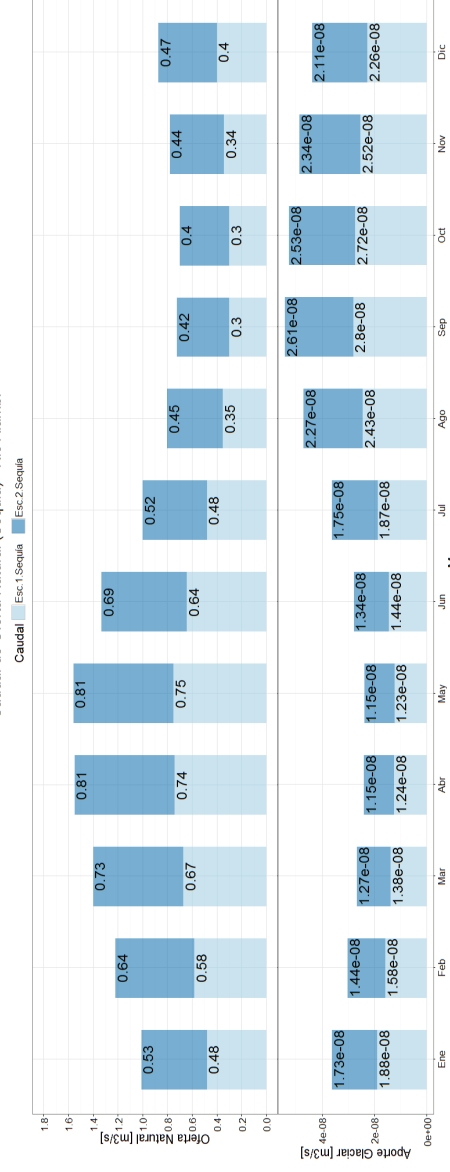 Caudal
Esc.1.Sequía
Esc.2.Sequía
Oferta Natural [m3/s]
1.8
1.6
1.4
1.2
1.0
0.8
0.6
0.4
0.2
0.0
0.53 0.64 0.73 0.81 0.81 0.69 0.52 0.45 0.42 0.4 0.44 0.47
0.48 0.58 0.67 0.74 0.75 0.64 0.48 0.35 0.3 0.3 0.34 0.4
Aporte Glaciar [m3/s]
4e-08
2e-08
0e+00
1.73e-08 1.44e-08 1.27e-08 1.15e-08 1.15e-08 1.34e-08 1.75e-08 2.27e-08 2.61e-08 2.53e-08 2.34e-08 2.11e-08
1.88e-08 1.58e-08 1.38e-08 1.24e-08 1.23e-08 1.44e-08 1.87e-08 2.43e-08 2.8e-08 2.72e-08 2.52e-08 2.26e-08
Ene Feb Mar Abr May Jun Jul Ago Sep Oct Nov Dic